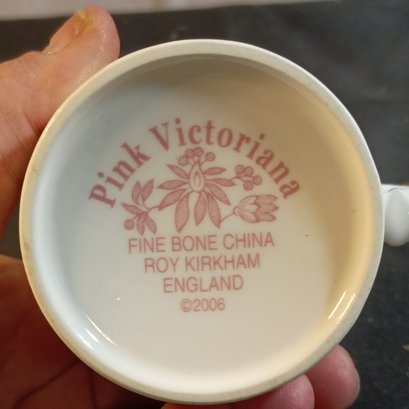 Pink Victoriana
FINE BONE CHINA
ROY KIRKHAM
ENGLAND
©2006